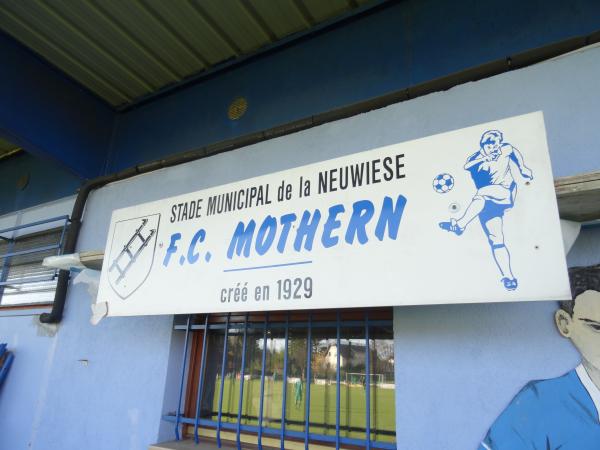 STADE MUNICIPAL de la NEUWIESE
F.C. MOTHERN
créé en 1929